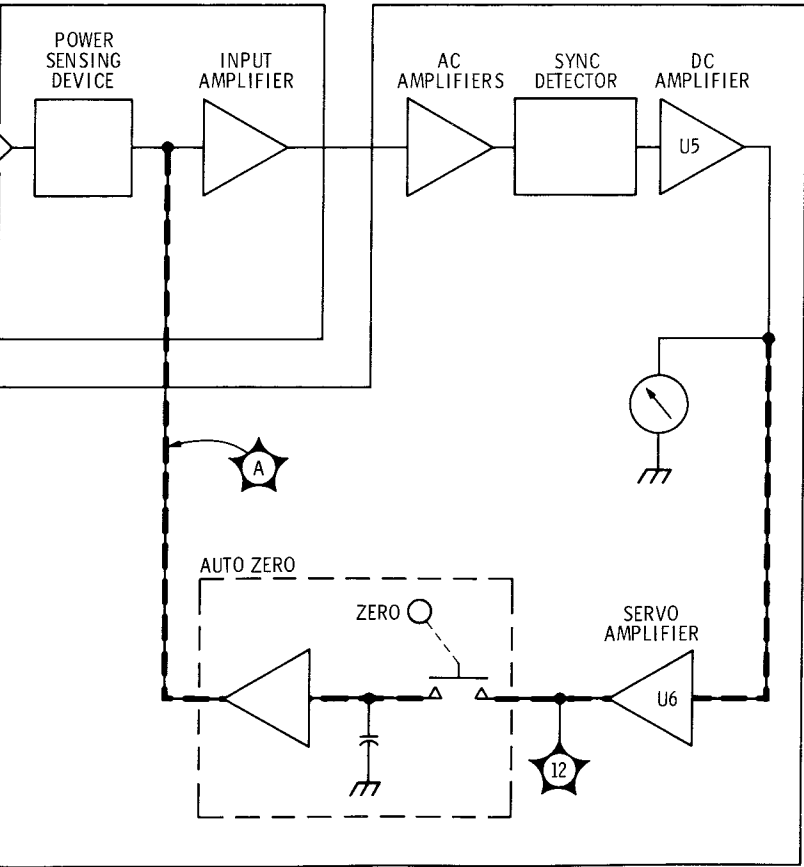 POWER
SENSING
DEVICE
INPUT
AMPLIFIER
AC
AMPLIFIERS
SYNC
DETECTOR
DC
AMPLIFIER
U5
A
AUTO ZERO
ZERO
SERVO
AMPLIFIER
U6
12